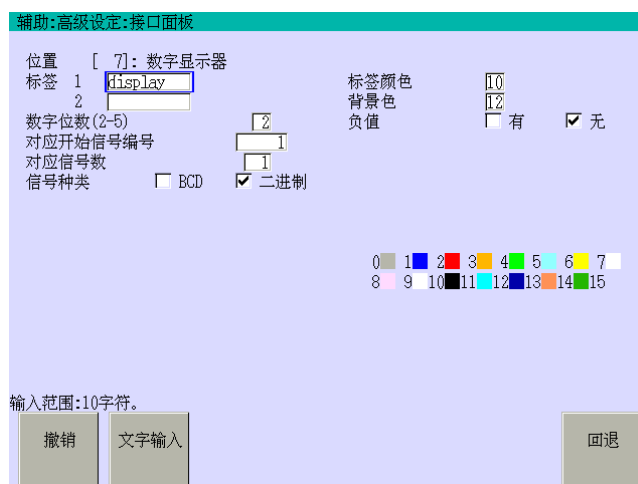 辅助:高级设定:接口面板
位置 [ 7]: 数字显示器
标签 1 display 标签颜色 10
2 背景色 12
数字位数(2-5) 2 负值 有 无
对应开始信号编号 1
对应信号数 1
信号种类 BCD 二进制
0 1 2 3 4 5 6 7
8 9 10 11 12 13 14 15
输入范围:10字符。
撤销 文字输入 回退